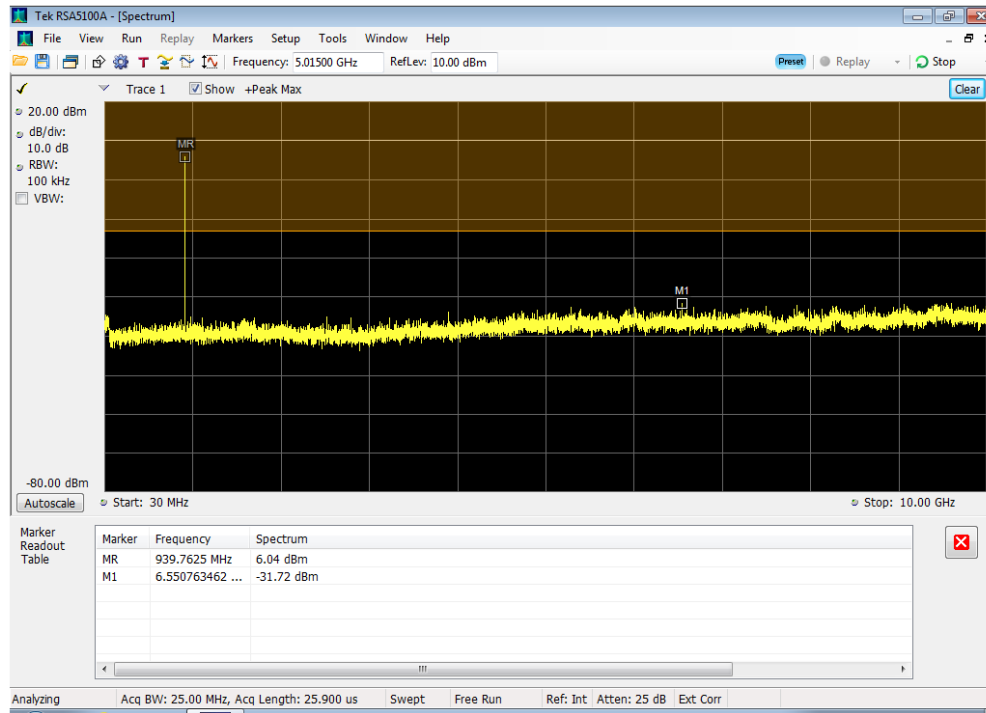 Tek RSA5100A - [Spectrum]
File View Run Replay Markers Setup Tools Window Help
T Frequency: 5.01500 GHz RefLev: 10.00 dBm Preset Replay Stop
Trace 1 Show +Peak Max Clear
20.00 dBm
dB/div:
10.0 dB
RBW:
100 kHz
VBW:
MR
M1
-80.00 dBm
Autoscale Start: 30 MHz Stop: 10.00 GHz
Marker
Readout
Table
Marker Frequency Spectrum
MR 939.7625 MHz 6.04 dBm
M1 6.550763462 ... -31.72 dBm
Analyzing Acq BW: 25.00 MHz, Acq Length: 25.900 us Swept Free Run Ref: Int Atten: 25 dB Ext Corr